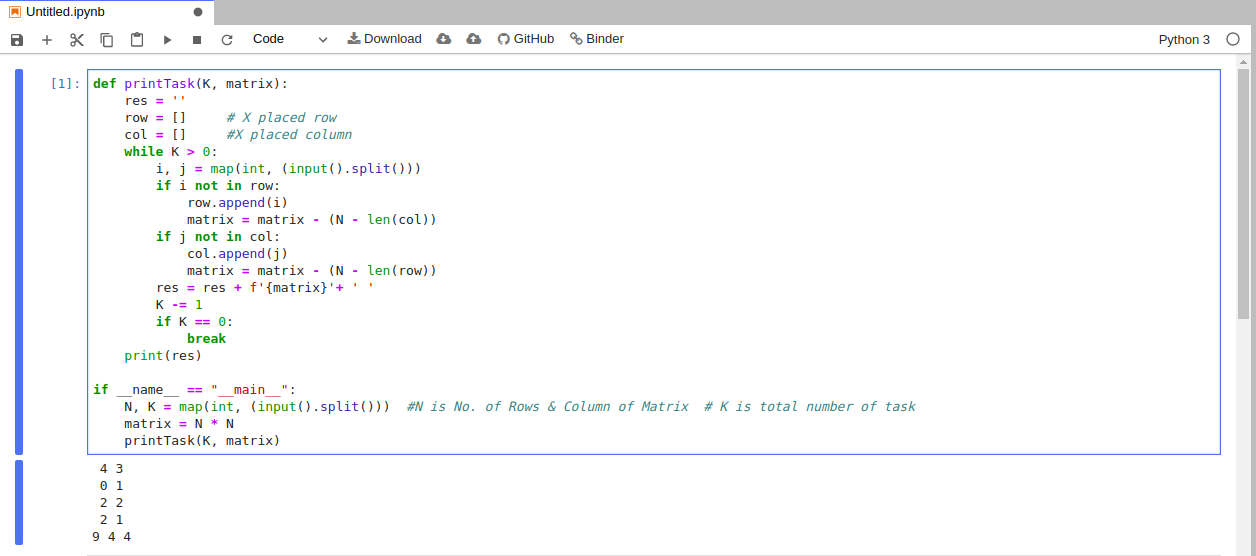 Untitled.ipynb
Code Download GitHub Binder Python 3
[1]: def printTask(K, matrix):
    res = ''
    row = []     # X placed row
    col = []     #X placed column
    while K > 0:
        i, j = map(int, (input().split()))
        if i not in row:
            row.append(i)
            matrix = matrix - (N - len(col))
        if j not in col:
            col.append(j)
            matrix = matrix - (N - len(row))
        res = res + f'{matrix}'+ ' '
        K -= 1
        if K == 0:
            break
    print(res)
if __name__ == "__main__":
    N, K = map(int, (input().split()))  #N is No. of Rows & Column of Matrix  # K is total number of task
    matrix = N * N
    printTask(K, matrix)
4 3
0 1
2 2
2 1
9 4 4